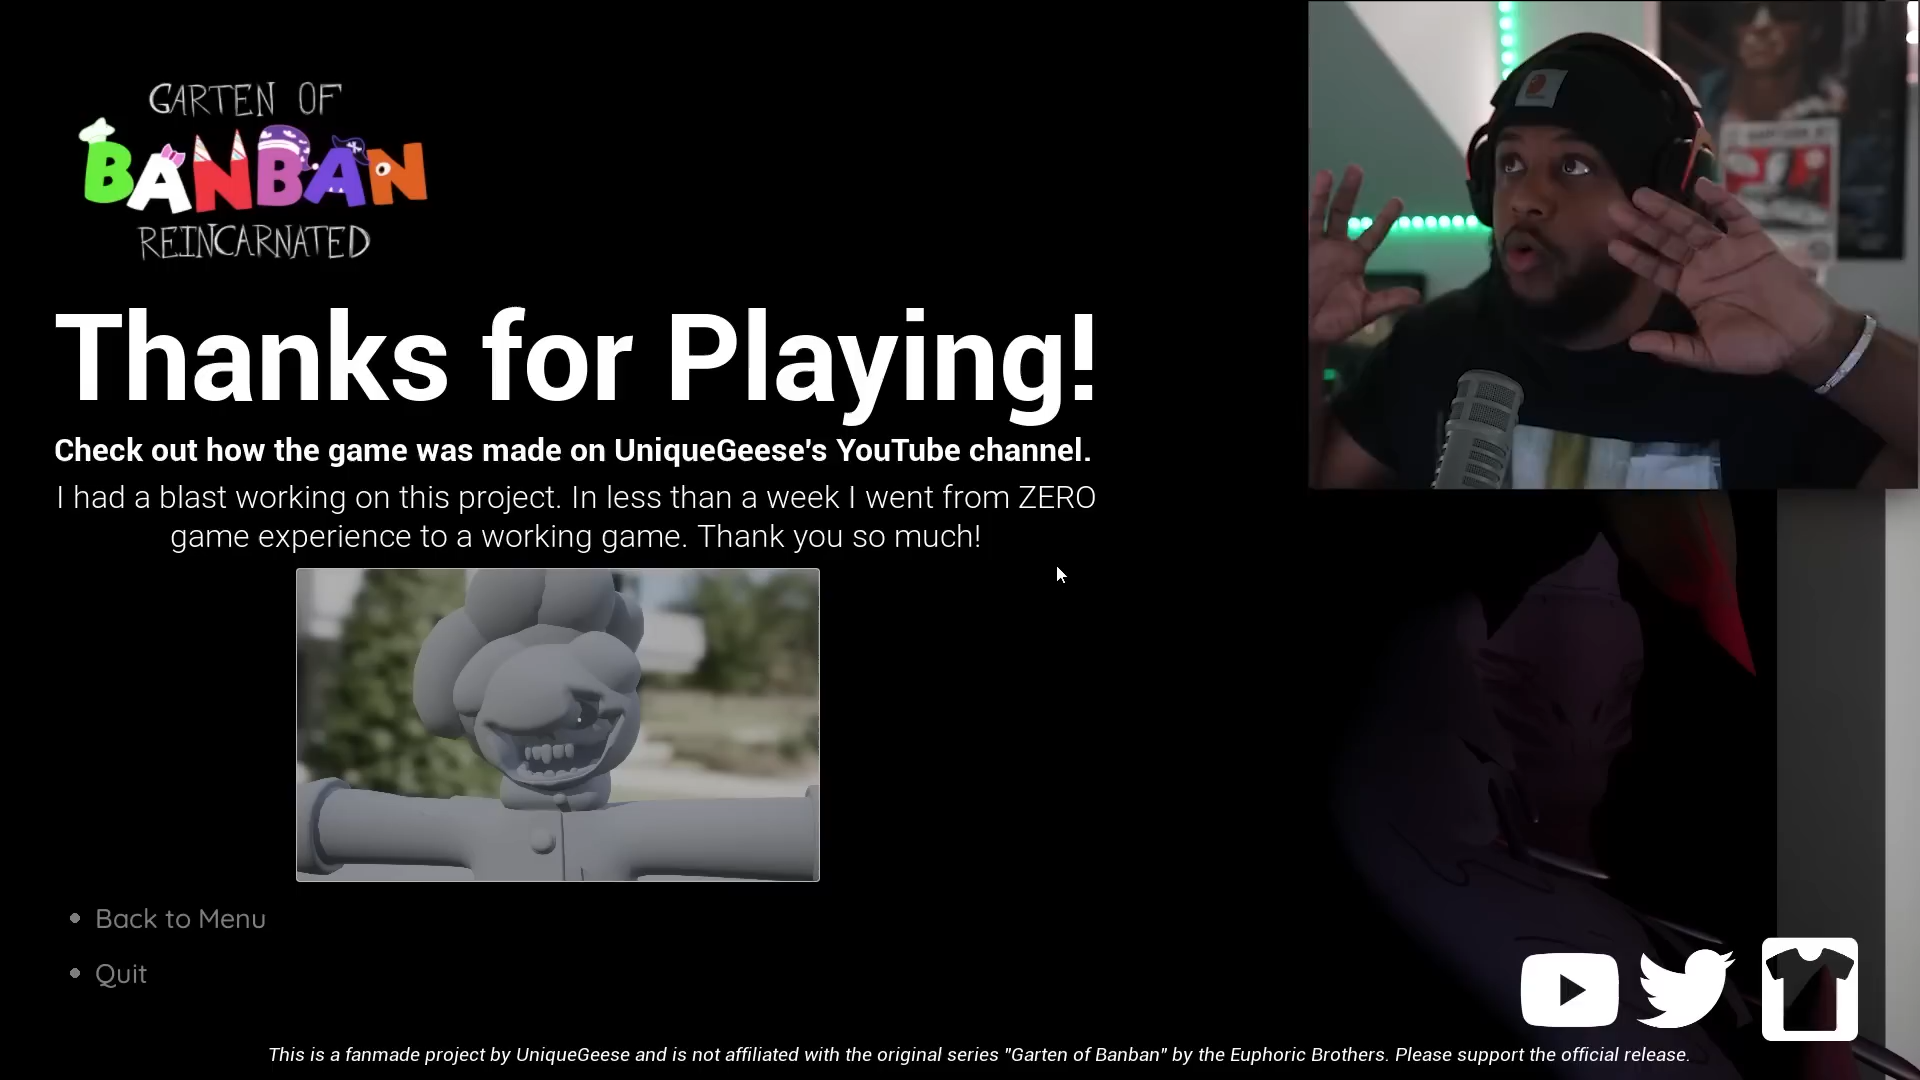 GARTEN OF
BANBAN
REINCARNATED
Thanks for Playing!
Check out how the game was made on UniqueGeese's YouTube channel.
I had a blast working on this project. In less than a week I went from ZERO
game experience to a working game. Thank you so much!
Back to Menu
Quit
This is a fanmade project by UniqueGeese and is not affiliated with the original series "Garten of Banban" by the Euphoric Brothers. Please support the official release.